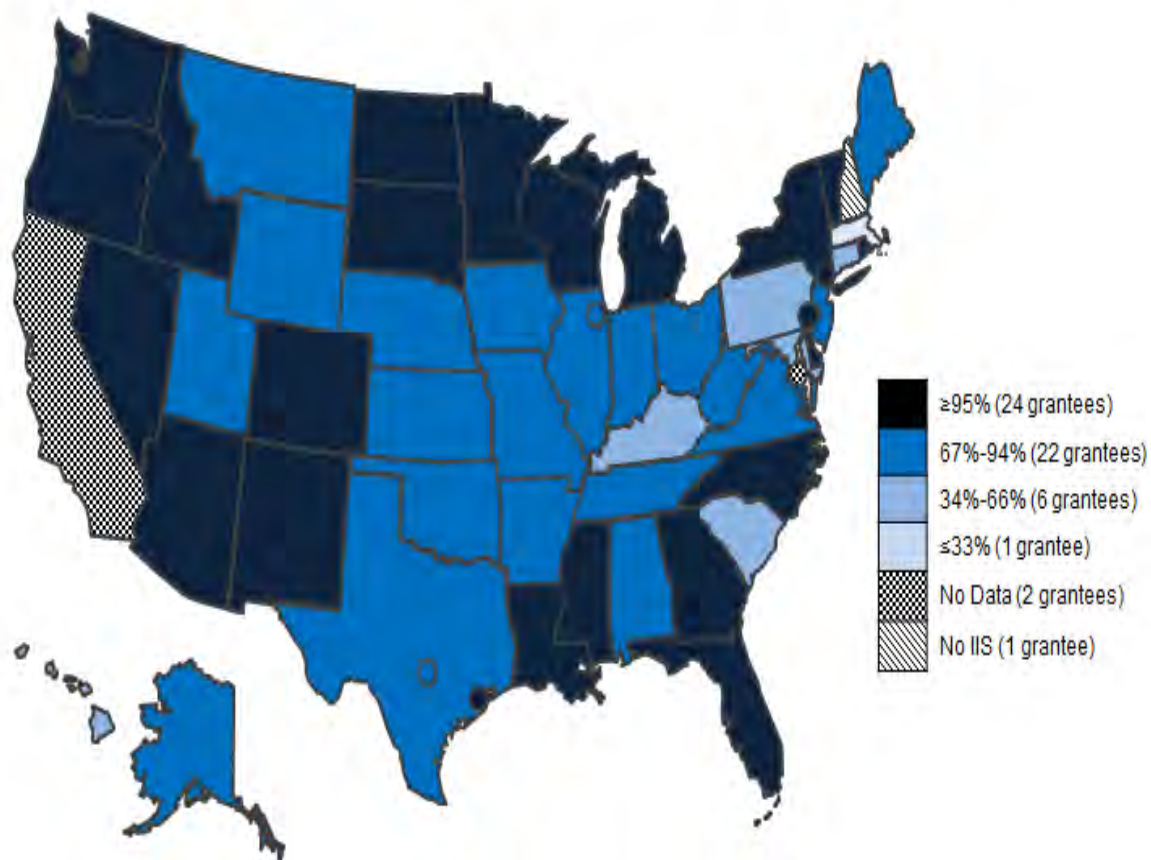 ≥95% (24 grantees)
67%-94% (22 grantees)
34%-66% (6 grantees)
≤33% (1 grantee)
No Data (2 grantees)
No IIS (1 grantee)